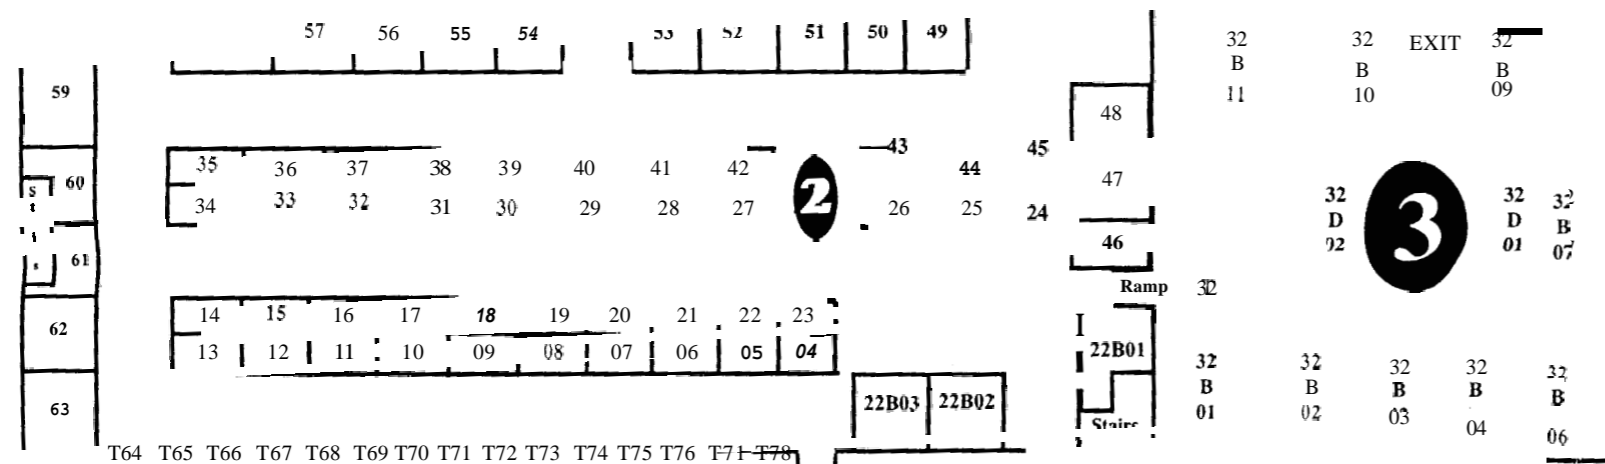 57 56 55 54 53 52 51 50 49
32 B 11
32 B 10
EXIT
32 B 09
59
48
35 36 37 38 39 40 41 42
43 44 45
60
47
34 33 32 31 30 29 28 27
2
26 25 24
32 D 02
3
32 D 01
32 B 07
61
46
Ramp
32
62
14 15 16 17 18 19 20 21 22 23
13 12 11 10 09 08 07 06 05 04
22B01
22B03 22B02
63
Stairs
32 B 01
32 B 02
32 B 03
32 B 04
32 B 06
T64 T65 T66 T67 T68 T69 T70 T71 T72 T73 T74 T75 T76 T71 T78